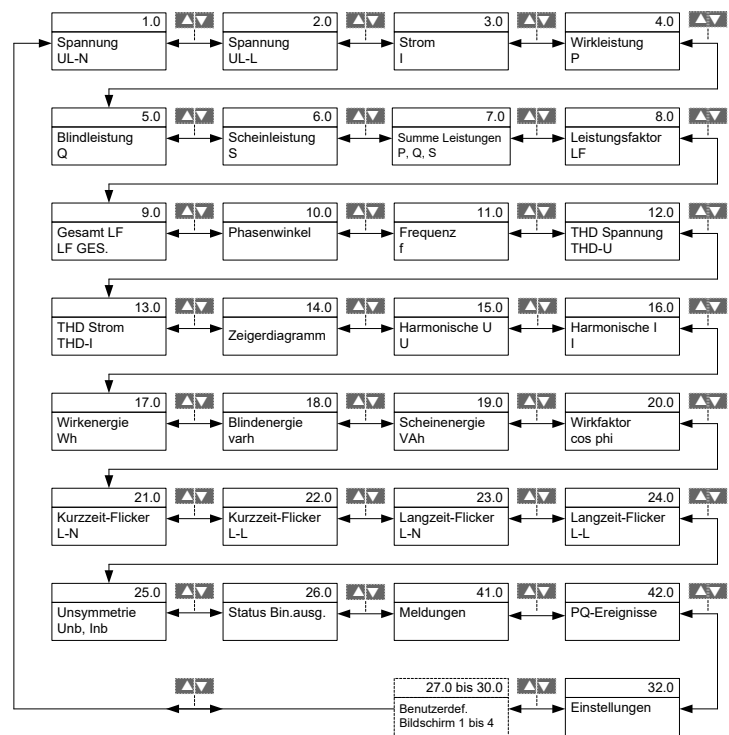 1.0
Spannung
UL-N
2.0
Spannung
UL-L
3.0
Strom
I
4.0
Wirkleistung
P
5.0
Blindleistung
Q
6.0
Scheinleistung
S
7.0
Summe Leistungen
P, Q, S
8.0
Leistungsfaktor
LF
9.0
Gesamt LF
LF GES.
10.0
Phasenwinkel
11.0
Frequenz
f
12.0
THD Spannung
THD-U
13.0
THD Strom
THD-I
14.0
Zeigerdiagramm
15.0
Harmonische U
U
16.0
Harmonische I
I
17.0
Wirkenergie
Wh
18.0
Blindenergie
varh
19.0
Scheinenergie
VAh
20.0
Wirkfaktor
cos phi
21.0
Kurzzeit-Flicker
L-N
22.0
Kurzzeit-Flicker
L-L
23.0
Langzeit-Flicker
L-N
24.0
Langzeit-Flicker
L-L
25.0
Unsymmetrie
Unb, Inb
26.0
Status Bin.ausg.
41.0
Meldungen
42.0
PQ-Ereignisse
27.0 bis 30.0
Benutzerdef.
Bildschirm 1 bis 4
32.0
Einstellungen